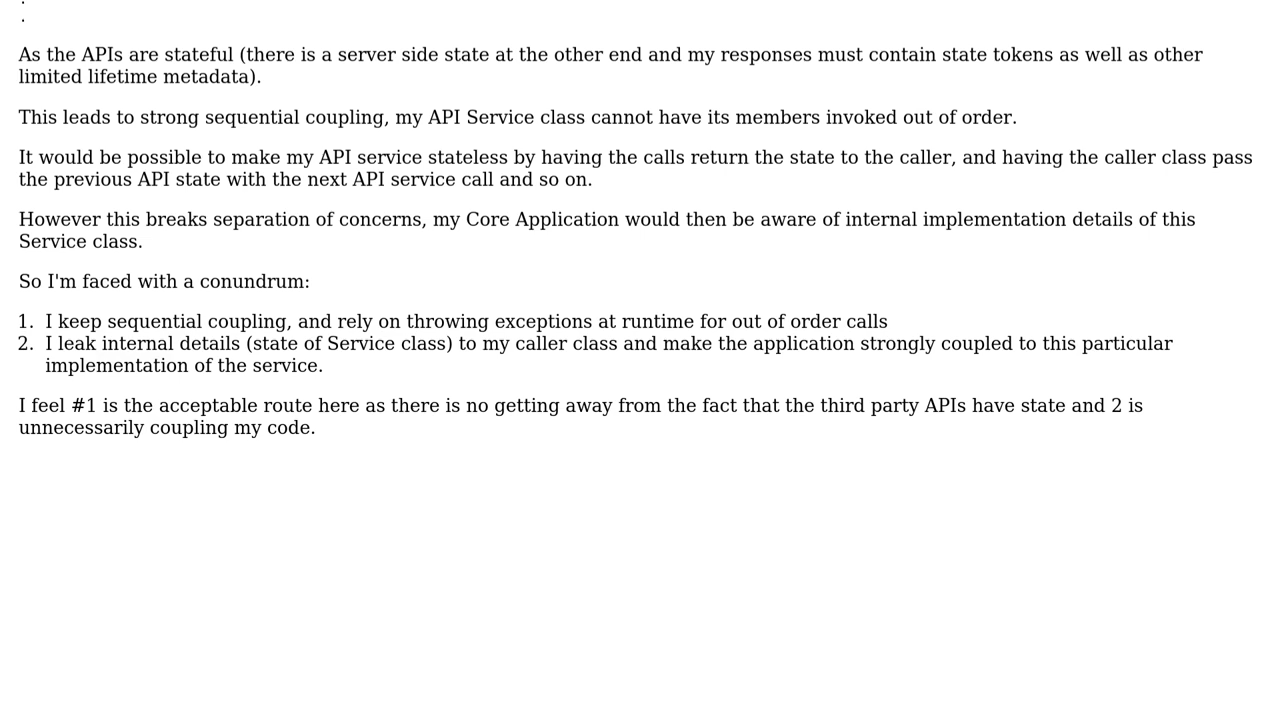 .
.
As the APIs are stateful (there is a server side state at the other end and my responses must contain state tokens as well as other
limited lifetime metadata).
This leads to strong sequential coupling, my API Service class cannot have its members invoked out of order.
It would be possible to make my API service stateless by having the calls return the state to the caller, and having the caller class pass
the previous API state with the next API service call and so on.
However this breaks separation of concerns, my Core Application would then be aware of internal implementation details of this
Service class.
So I'm faced with a conundrum:
1. I keep sequential coupling, and rely on throwing exceptions at runtime for out of order calls
2. I leak internal details (state of Service class) to my caller class and make the application strongly coupled to this particular
implementation of the service.
I feel #1 is the acceptable route here as there is no getting away from the fact that the third party APIs have state and 2 is
unnecessarily coupling my code.